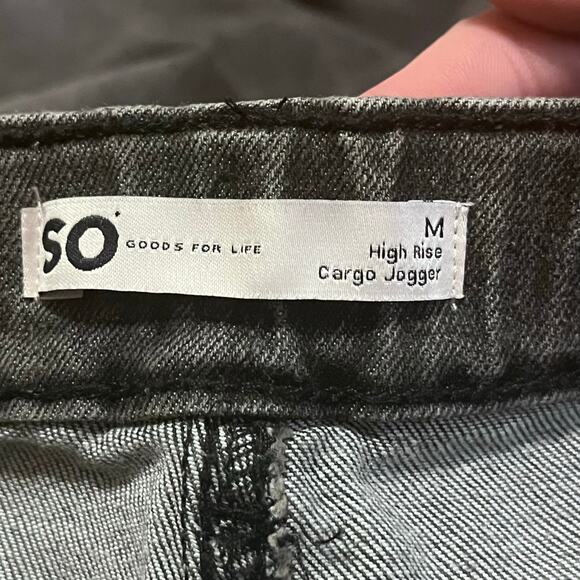 SO
GOODS FOR LIFE
M
High Rise
Cargo Jogger